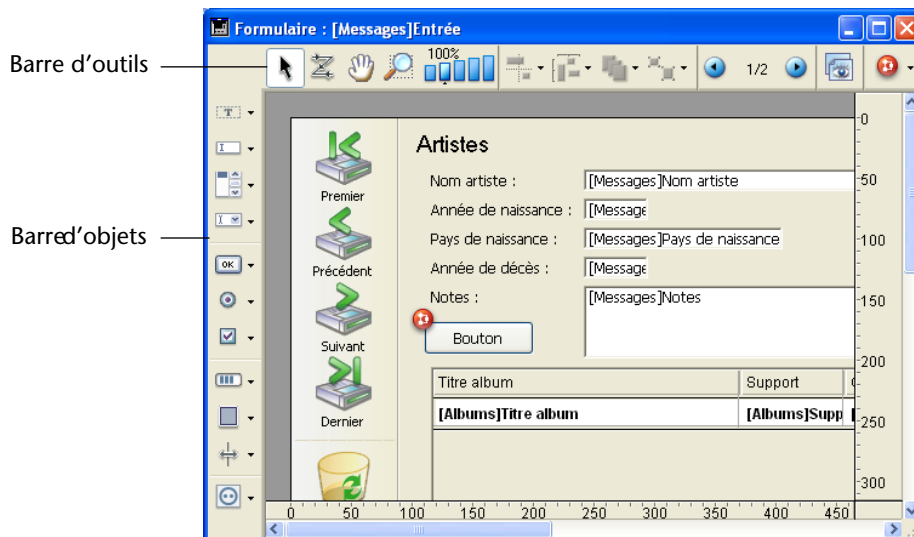 Formulaire : [Messages]Entrée
Barre d'outils
100%
1/2
T
I
I
OK
Barred'objets
Premier
Précédent
Suivant
Dernier
Artistes
Nom artiste :
[Messages]Nom artiste
Année de naissance :
[Message
Pays de naissance :
[Messages]Pays de naissance
Année de décès :
[Message
Notes :
[Messages]Notes
Bouton
Titre album
Support
[Albums]Titre album
[Albums]Supp
0
50
100
150
200
250
300
0
50
100
150
200
250
300
350
400
450